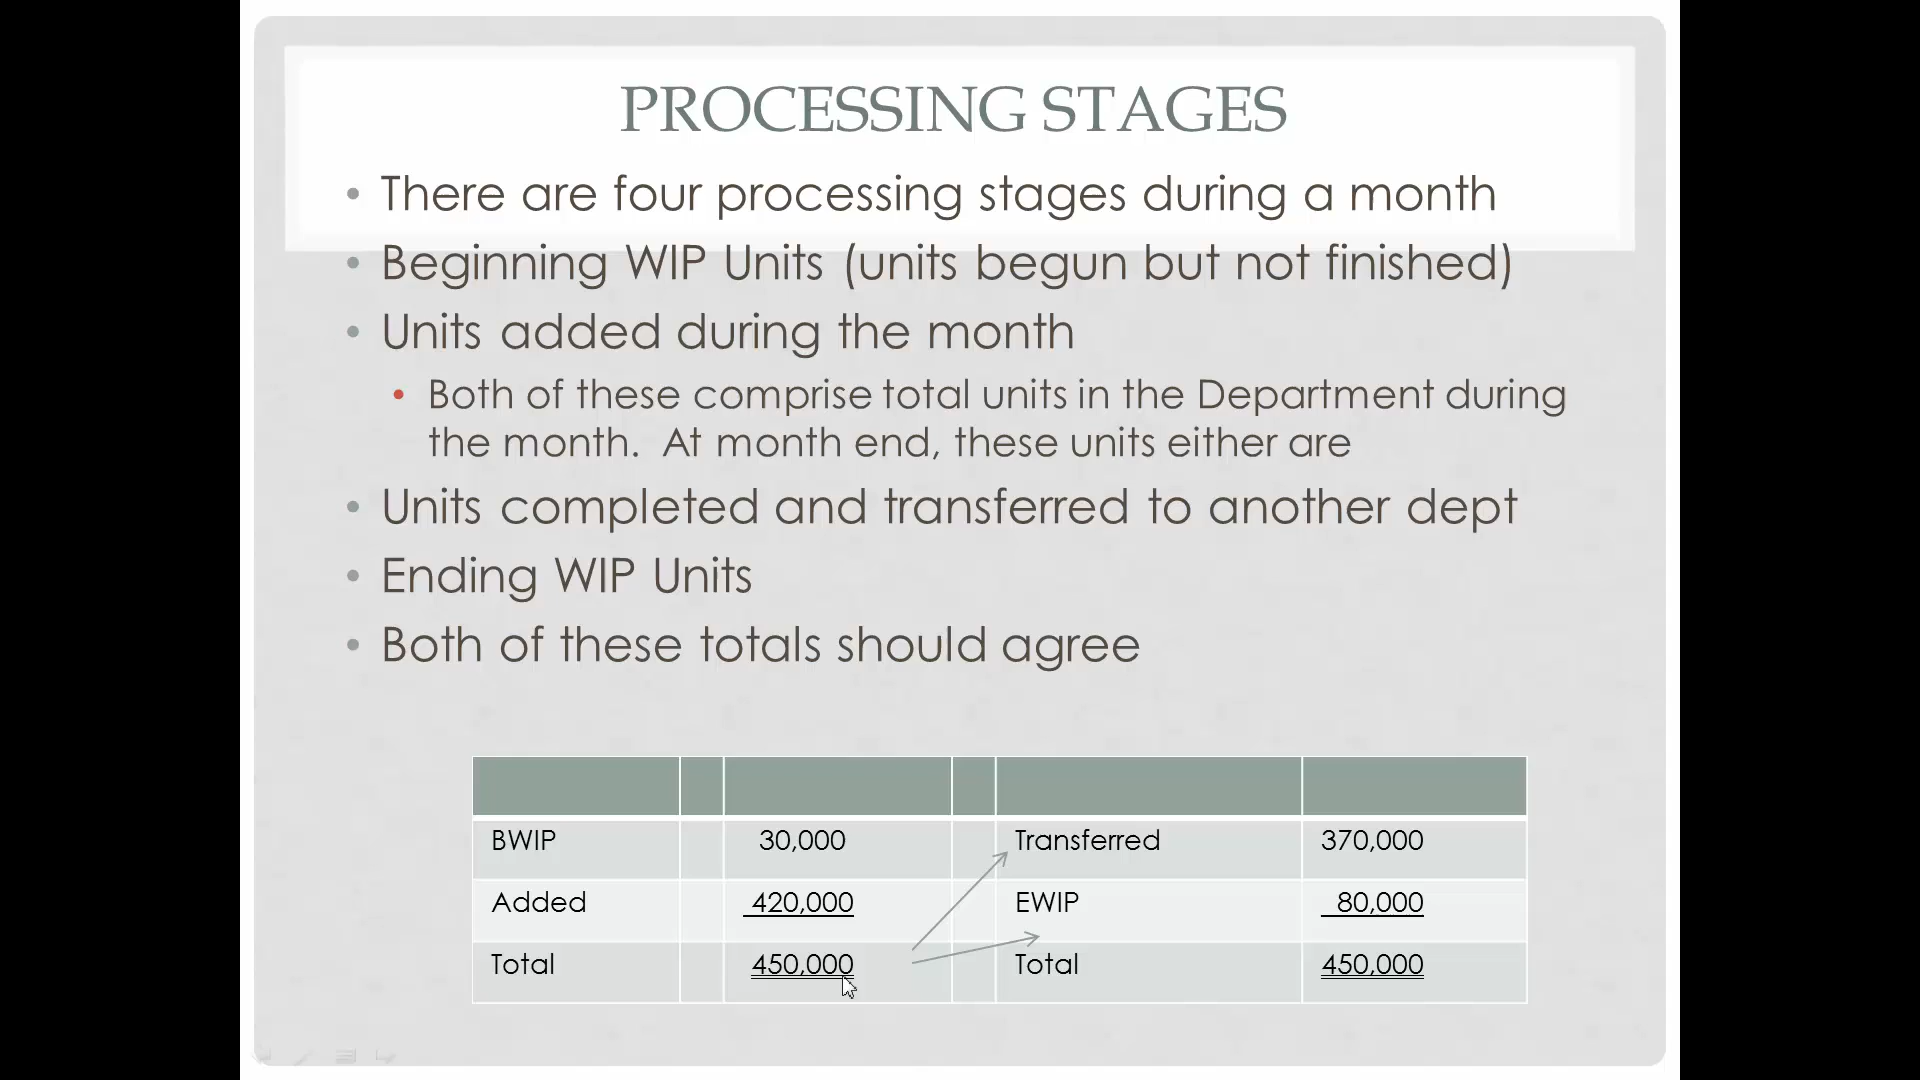 PROCESSING STAGES
• There are four processing stages during a month
• Beginning WIP Units (units begun but not finished)
• Units added during the month
• Both of these comprise total units in the Department during
the month.  At month end, these units either are
• Units completed and transferred to another dept
• Ending WIP Units
• Both of these totals should agree
BWIP 30,000 Transferred 370,000
Added 420,000 EWIP 80,000
Total 450,000 Total 450,000